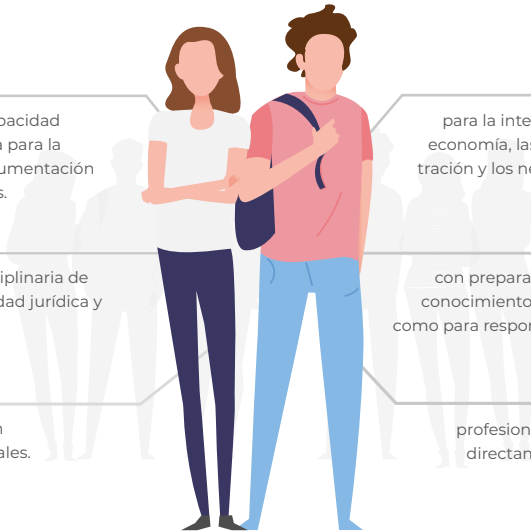 pacidad
a para la
umentación
s.
iplinaria de
dad jurídica y
n
ales.
para la inte
economía, las
tración y los ne
con prepara
conocimiento
como para respon
profesion
directan